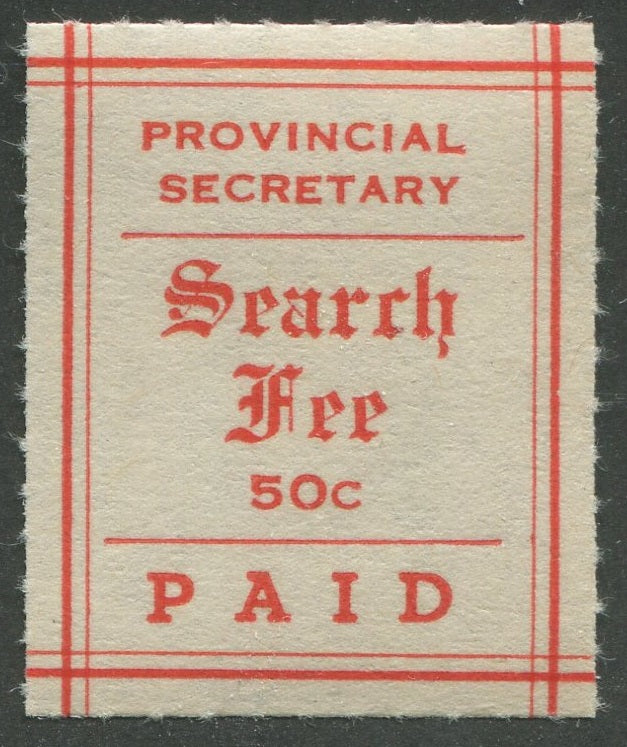 PROVINCIAL
SECRETARY
Search
Fee
50c
PAID